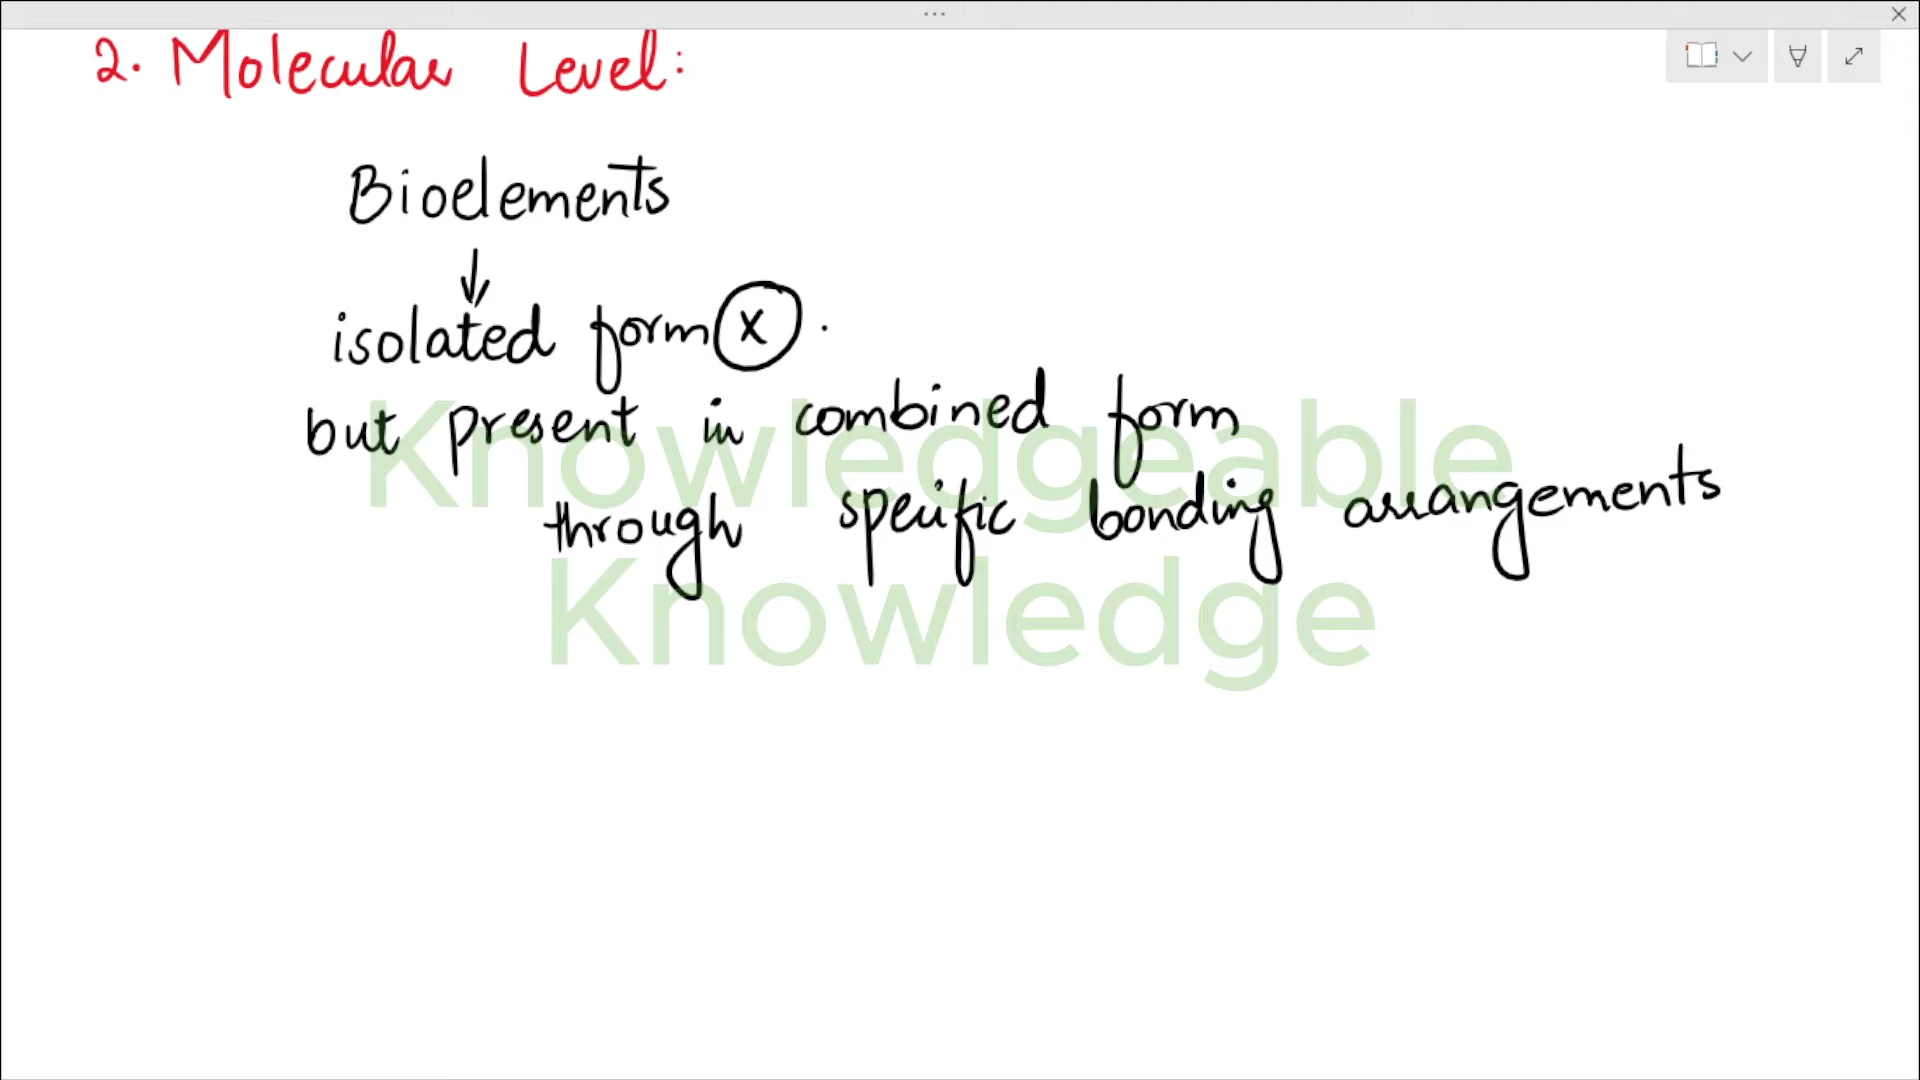 2. Molecular Level:
Bioelements
↓
isolated form (x).
but present in combined form
through specific bonding arrangements
Knowledgeable
Knowledge